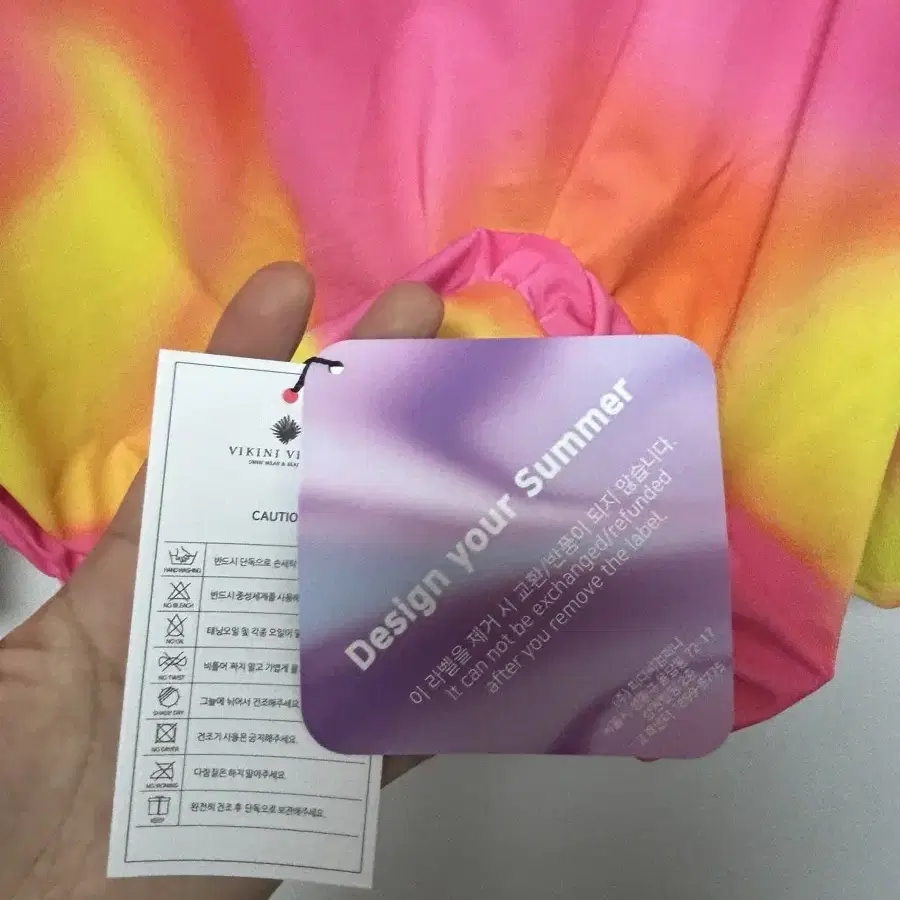 VIKINI VI
SWIM WEAR &
CAUTIO
HAND WASHING
반드시 단독으로 손세탁
NO BLEACH
반드시 중성세제를 사용해
NO OIL
태닝오일 및 각종 오일이
NO TWIST
비틀어 짜지 말고 가볍게
SHADY DRY
그늘에 뉘어서 건조해주세요.
건조기 사용은 금지해주세요.
NO IRONING
다림질은 하지 말아주세요.
KEEP
완전히 건조 후 단독으로 보관해주세요.
Design your Summer
이 라벨을 제거 시 교환/반품이 되지 않습니다.
it can not be exchanged/refunded
after you remove the label.